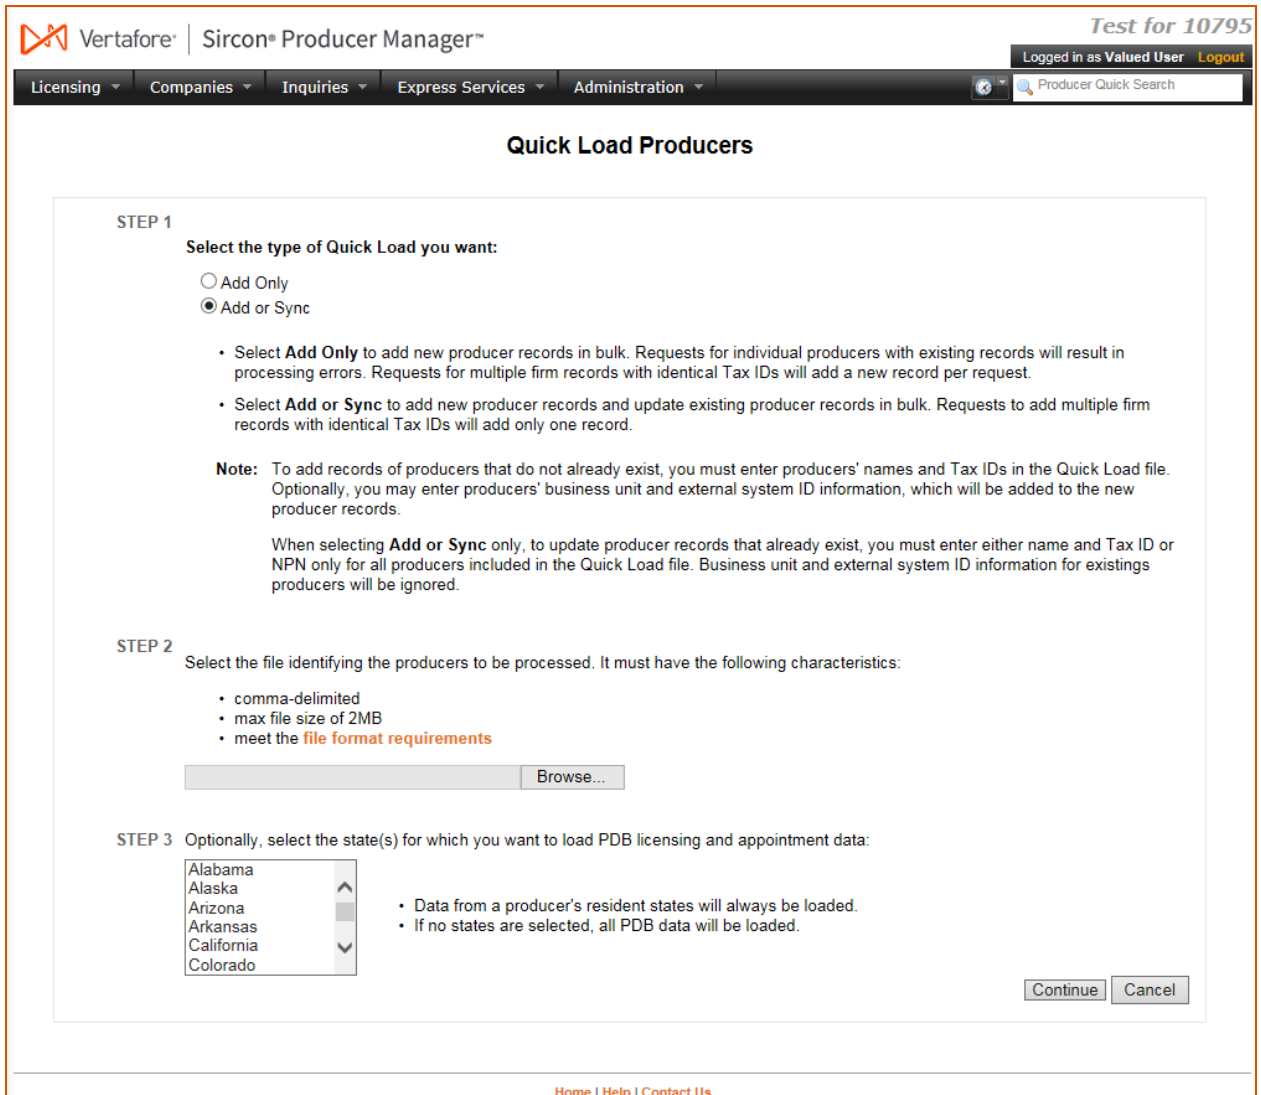 Test for 10795
Vertafore® | Sircon® Producer Manager™
Logged in as Valued User Logout
Licensing Companies Inquiries Express Services Administration Producer Quick Search
Quick Load Producers
STEP 1
Select the type of Quick Load you want:
Add Only
Add or Sync
• Select Add Only to add new producer records in bulk. Requests for individual producers with existing records will result in
processing errors. Requests for multiple firm records with identical Tax IDs will add a new record per request.
• Select Add or Sync to add new producer records and update existing producer records in bulk. Requests to add multiple firm
records with identical Tax IDs will add only one record.
Note: To add records of producers that do not already exist, you must enter producers' names and Tax IDs in the Quick Load file.
Optionally, you may enter producers' business unit and external system ID information, which will be added to the new
producer records.
When selecting Add or Sync only, to update producer records that already exist, you must enter either name and Tax ID or
NPN only for all producers included in the Quick Load file. Business unit and external system ID information for existings
producers will be ignored.
STEP 2
Select the file identifying the producers to be processed. It must have the following characteristics:
• comma-delimited
• max file size of 2MB
• meet the file format requirements
Browse...
STEP 3 Optionally, select the state(s) for which you want to load PDB licensing and appointment data:
Alabama
Alaska
Arizona
Arkansas
California
Colorado
• Data from a producer's resident states will always be loaded.
• If no states are selected, all PDB data will be loaded.
Continue Cancel
Home | Help | Contact Us